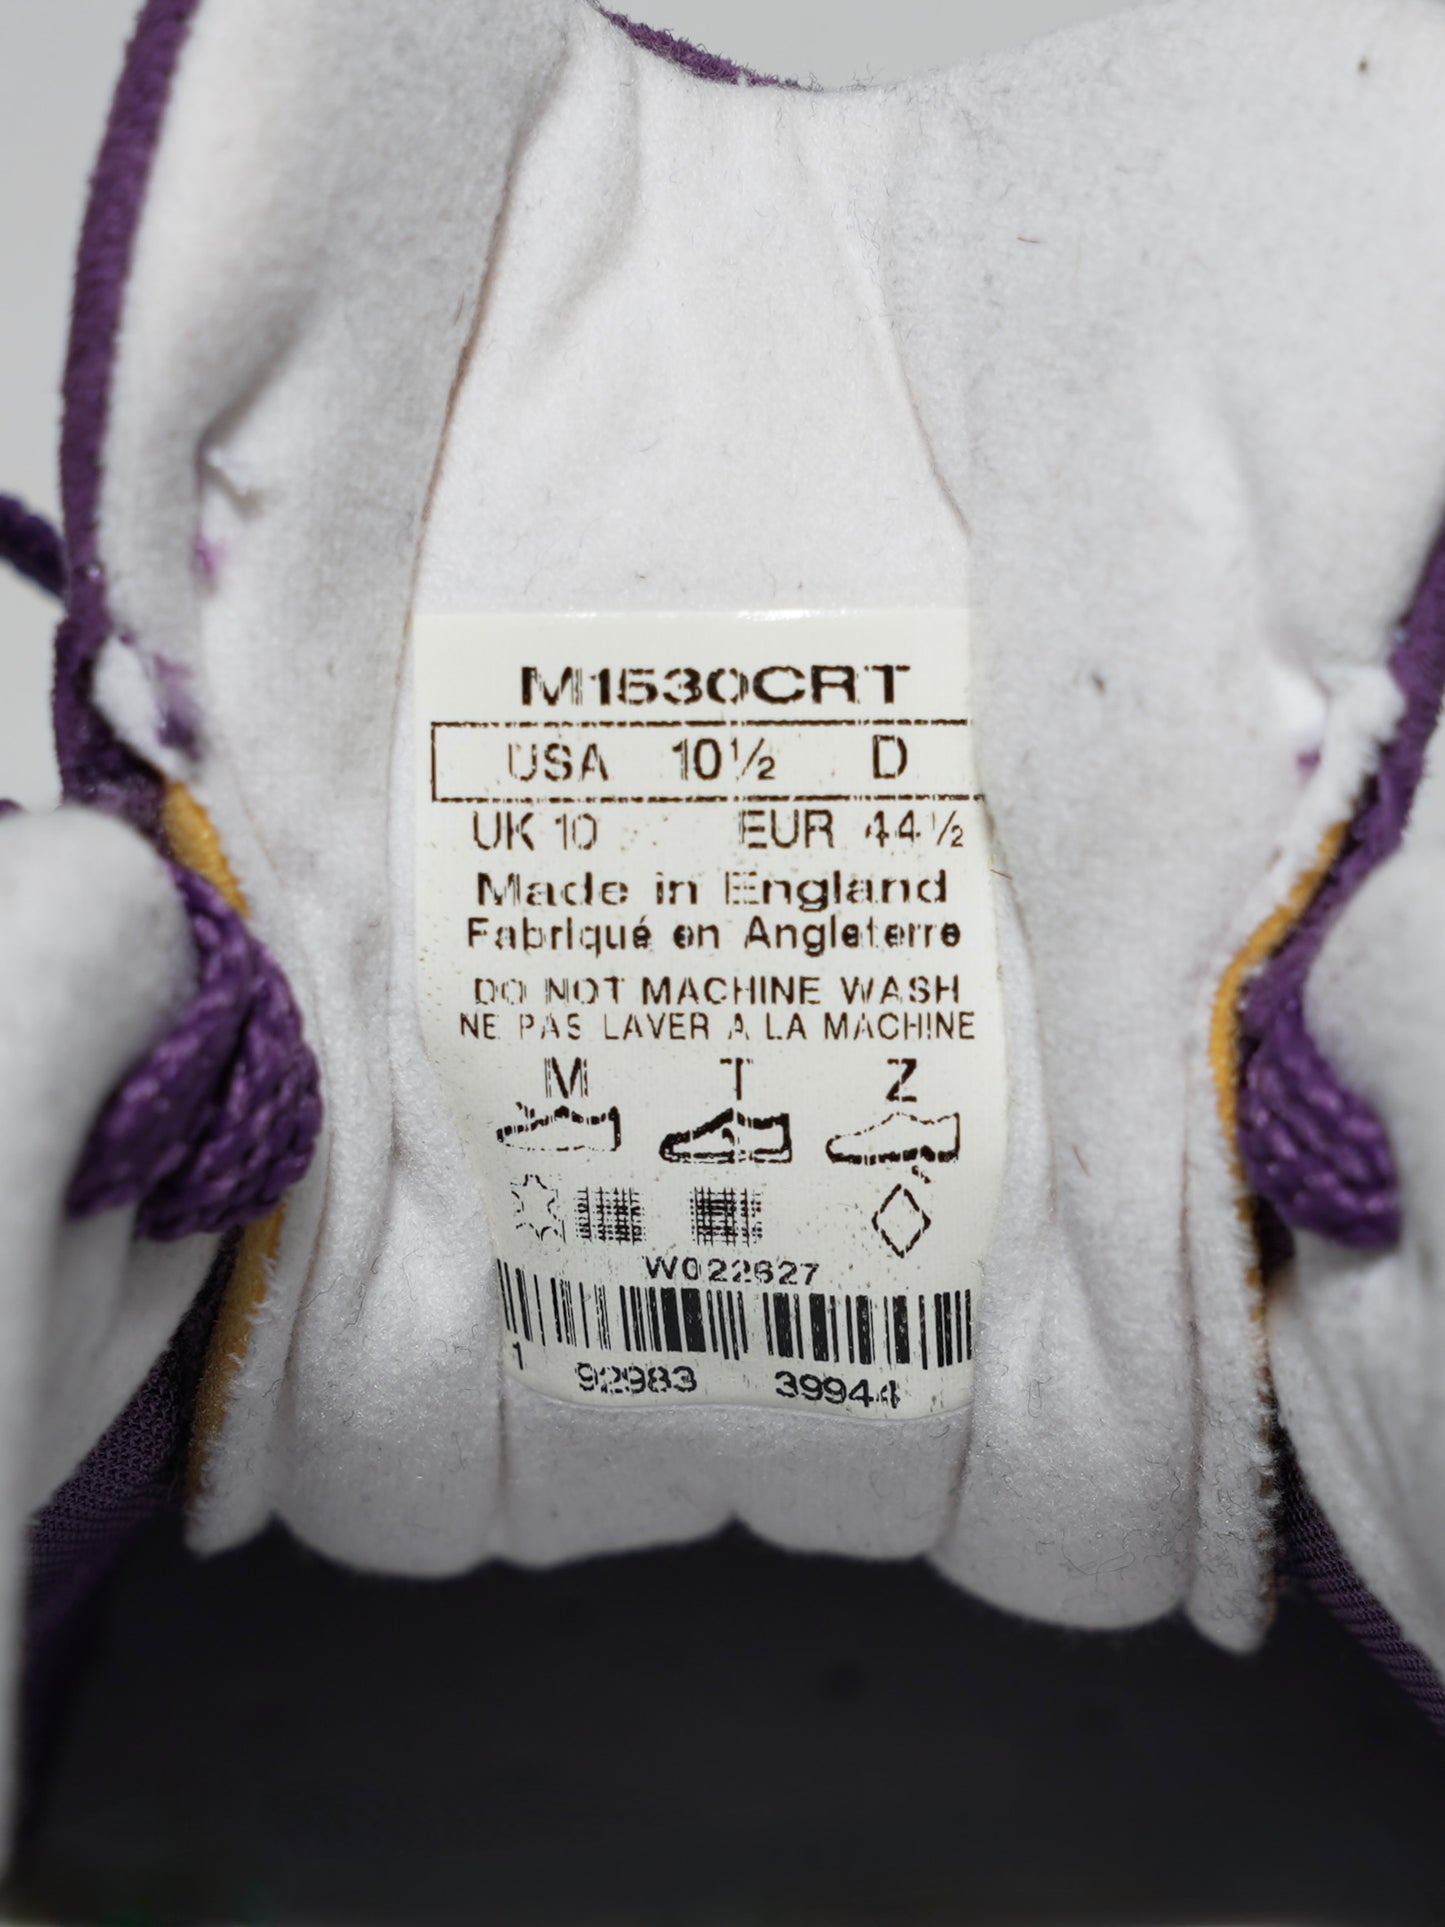 M1530CRT
USA 10½ D
UK 10 EUR 44½
Made in England
Fabriqué en Angleterre
DO NOT MACHINE WASH
NE PAS LAVER A LA MACHINE
M T Z
W022627
1 92983 39944